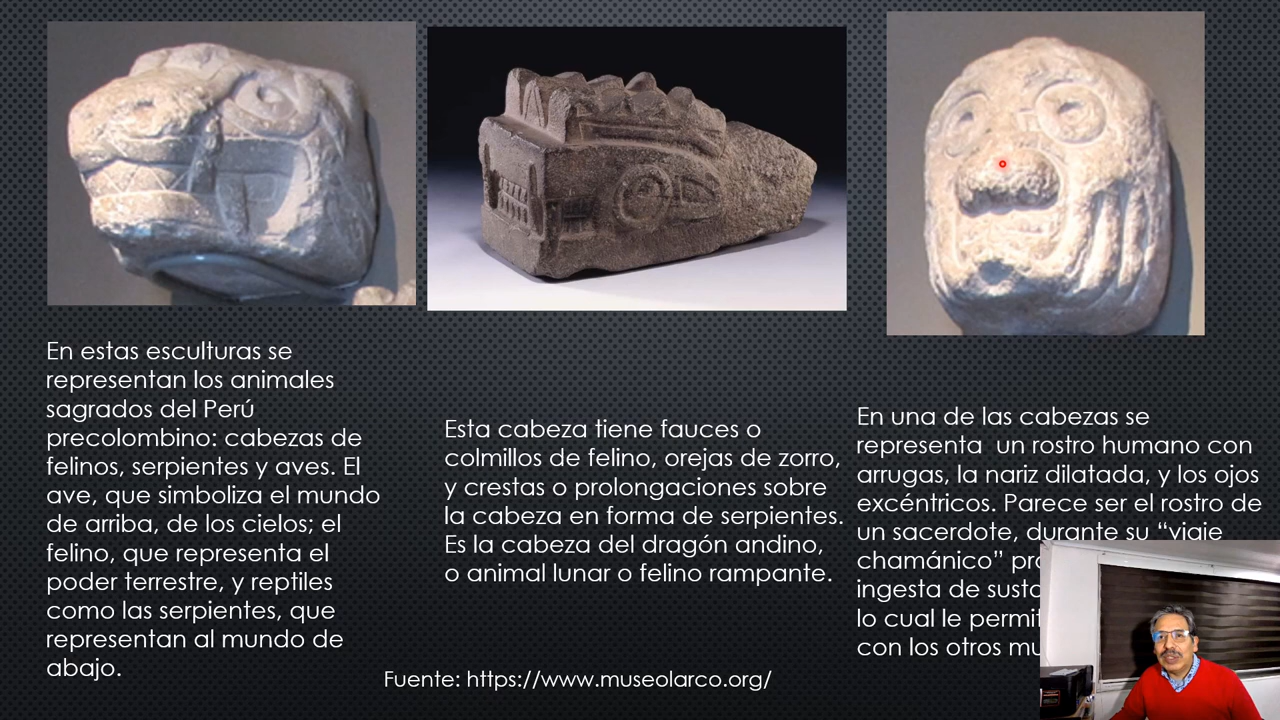 En estas esculturas se
representan los animales
sagrados del Perú
precolombino: cabezas de
felinos, serpientes y aves. El
ave, que simboliza el mundo
de arriba, de los cielos; el
felino, que representa el
poder terrestre, y reptiles
como las serpientes, que
representan al mundo de
abajo.
Esta cabeza tiene fauces o
colmillos de felino, orejas de zorro,
y crestas o prolongaciones sobre
la cabeza en forma de serpientes.
Es la cabeza del dragón andino,
o animal lunar o felino rampante.
En una de las cabezas se
representa un rostro humano con
arrugas, la nariz dilatada, y los ojos
excéntricos. Parece ser el rostro de
un sacerdote, durante su “viaje
chamánico”
ingesta de
lo cual le
con los otros
Fuente: https://www.museolarco.org/